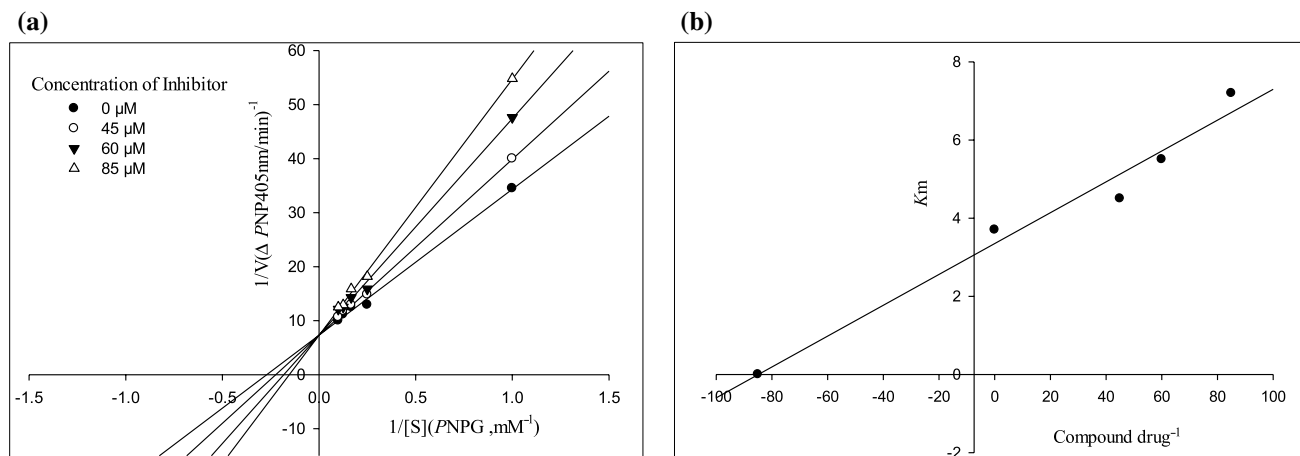 (a)
Concentration of Inhibitor
0 µM
45 µM
60 µM
85 µM
1/V(Δ PNP405nm/min)⁻¹
60
50
40
30
20
10
0
-10
-1.5 -1.0 -0.5 0.0 0.5 1.0 1.5
1/[S](PNPG ,mM⁻¹)
(b)
Km
8
6
4
2
0
-2
-100 -80 -60 -40 -20 0 20 40 60 80 100
Compound drug⁻¹